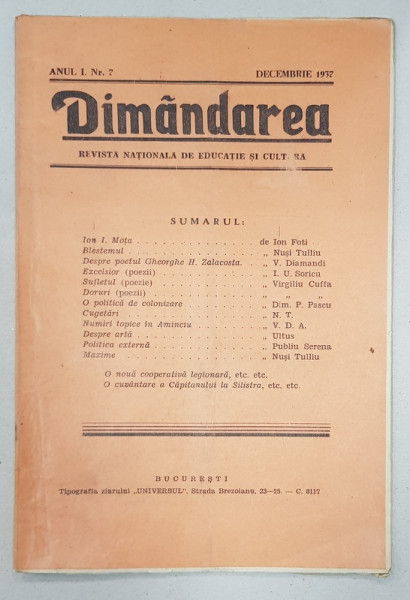 ANUL I. Nr. 7 DECEMBRIE 1937
Dimândarea
REVISTA NAȚIONALĂ DE EDUCAȚIE ȘI CULTURA
SUMARUL:
Ion I. Moța . . . . . . . . . . . . . . . de Ion Foti
Blestemul . . . . . . . . . . . . . . . „ Nuși Tulliu
Despre poetul Gheorghe H. Zalacosta. . „ V. Diamandi
Excelsior (poezii) . . . . . . . . . . . . „ I. U. Soricu
Sufletul (poezie) . . . . . . . . . . . . „ Virgiliu Cuffa
Doruri (poezii) . . . . . . . . . . . . . „ „ „
O politică de colonizare . . . . . . . . „ Dim. P. Pascu
Cugetări . . . . . . . . . . . . . . . „ N. T.
Numiri topice în Aminciu . . . . . . . . „ V. D. A.
Despre artă . . . . . . . . . . . . . . „ Ultus
Politica externă . . . . . . . . . . . . „ Publiu Serena
Maxime . . . . . . . . . . . . . . . „ Nuși Tulliu
O nouă cooperativă legionară, etc. etc.
O cuvântare a Căpitanului la Silistra, etc. etc.
BUCUREȘTI
Tipografia ziarului „UNIVERSUL", Strada Brezoianu, 23—25. — C. 8117